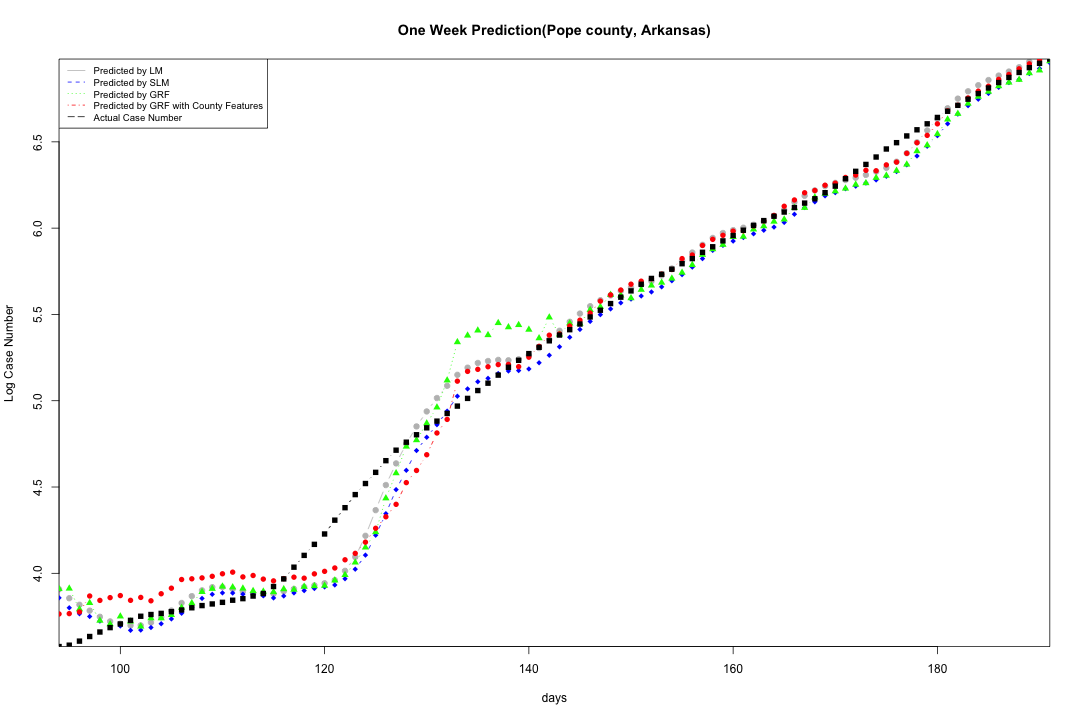 One Week Prediction(Pope county, Arkansas)
Predicted by LM
Predicted by SLM
Predicted by GRF
Predicted by GRF with County Features
Actual Case Number
Log Case Number
6.5
6.0
5.5
5.0
4.5
4.0
100 120 140 160 180
days